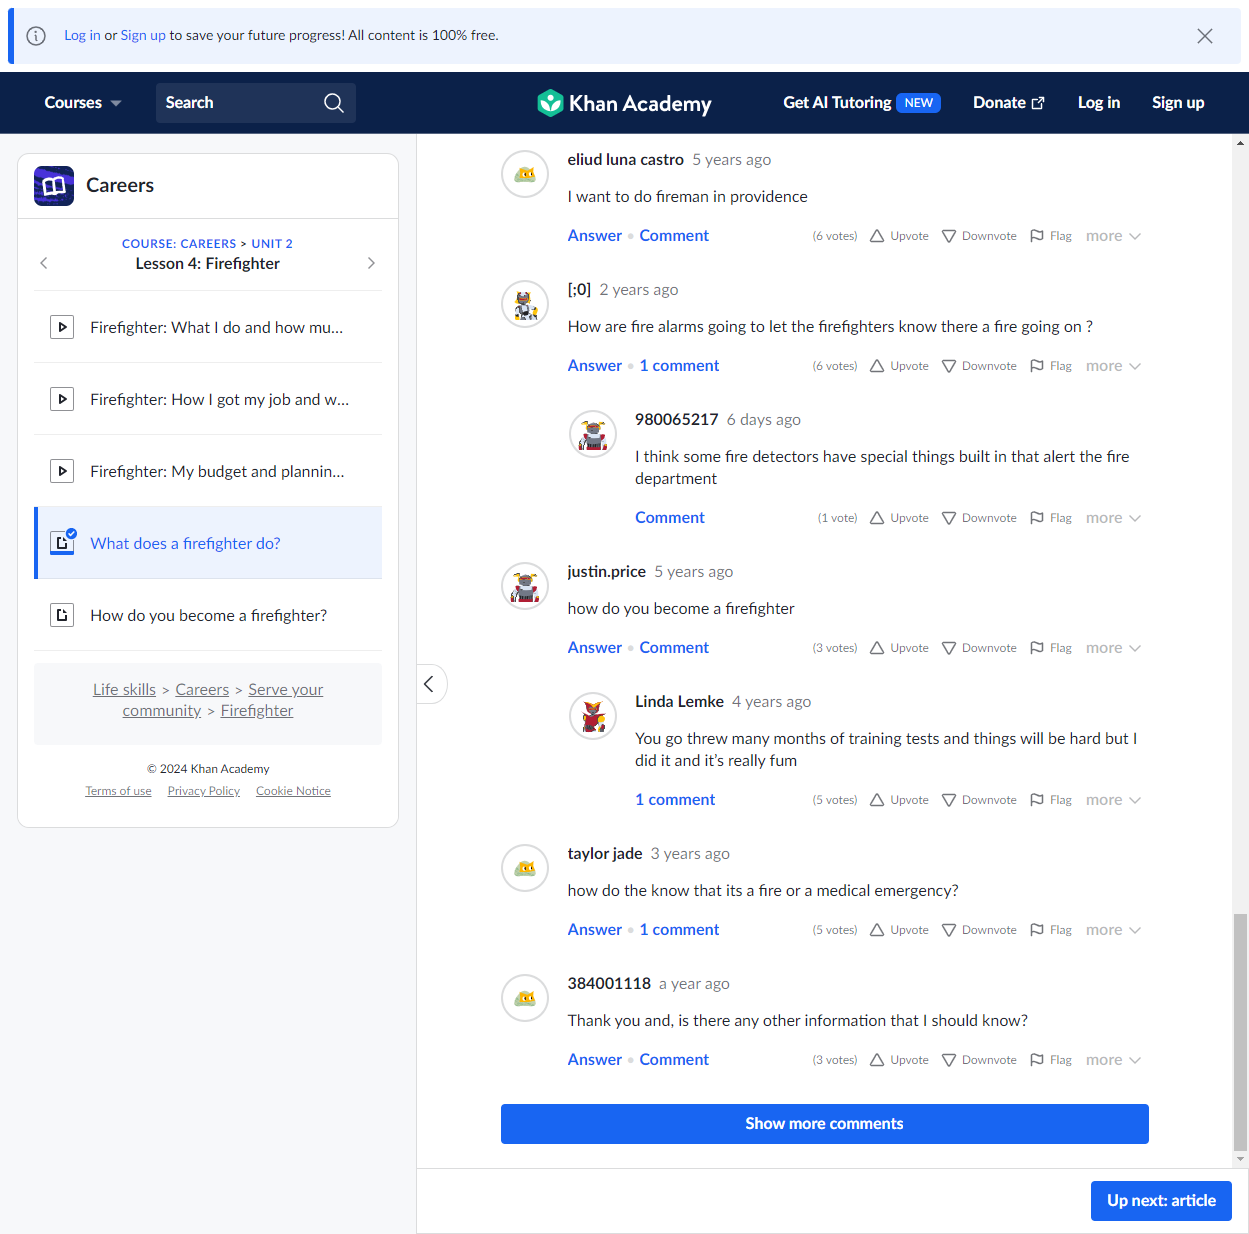 Log in or Sign up to save your future progress! All content is 100% free.
Courses
Search
Khan Academy
Get AI Tutoring NEW
Donate
Log in
Sign up
Careers
COURSE: CAREERS > UNIT 2
Lesson 4: Firefighter
Firefighter: What I do and how mu...
Firefighter: How I got my job and w...
Firefighter: My budget and plannin...
What does a firefighter do?
How do you become a firefighter?
Life skills > Careers > Serve your
community > Firefighter
© 2024 Khan Academy
Terms of use Privacy Policy Cookie Notice
eliud luna castro 5 years ago
I want to do fireman in providence
Answer • Comment (6 votes) Upvote Downvote Flag more
[;0] 2 years ago
How are fire alarms going to let the firefighters know there a fire going on ?
Answer • 1 comment (6 votes) Upvote Downvote Flag more
980065217 6 days ago
I think some fire detectors have special things built in that alert the fire
department
Comment (1 vote) Upvote Downvote Flag more
justin.price 5 years ago
how do you become a firefighter
Answer • Comment (3 votes) Upvote Downvote Flag more
Linda Lemke 4 years ago
You go threw many months of training tests and things will be hard but I
did it and it's really fum
1 comment (5 votes) Upvote Downvote Flag more
taylor jade 3 years ago
how do the know that its a fire or a medical emergency?
Answer • 1 comment (5 votes) Upvote Downvote Flag more
384001118 a year ago
Thank you and, is there any other information that I should know?
Answer • Comment (3 votes) Upvote Downvote Flag more
Show more comments
Up next: article